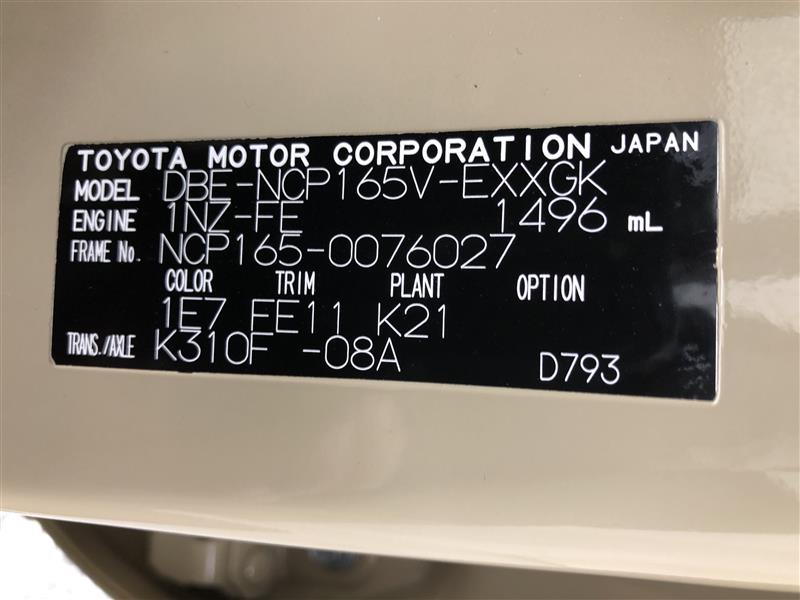 TOYOTA MOTOR CORPORATION JAPAN
MODEL DBE-NCP165V-EXXGK
ENGINE 1NZ-FE 1496 mL
FRAME No. NCP165-0076027
COLOR TRIM PLANT OPTION
1E7 FE11 K21
TRANS./AXLE K310F -08A D793